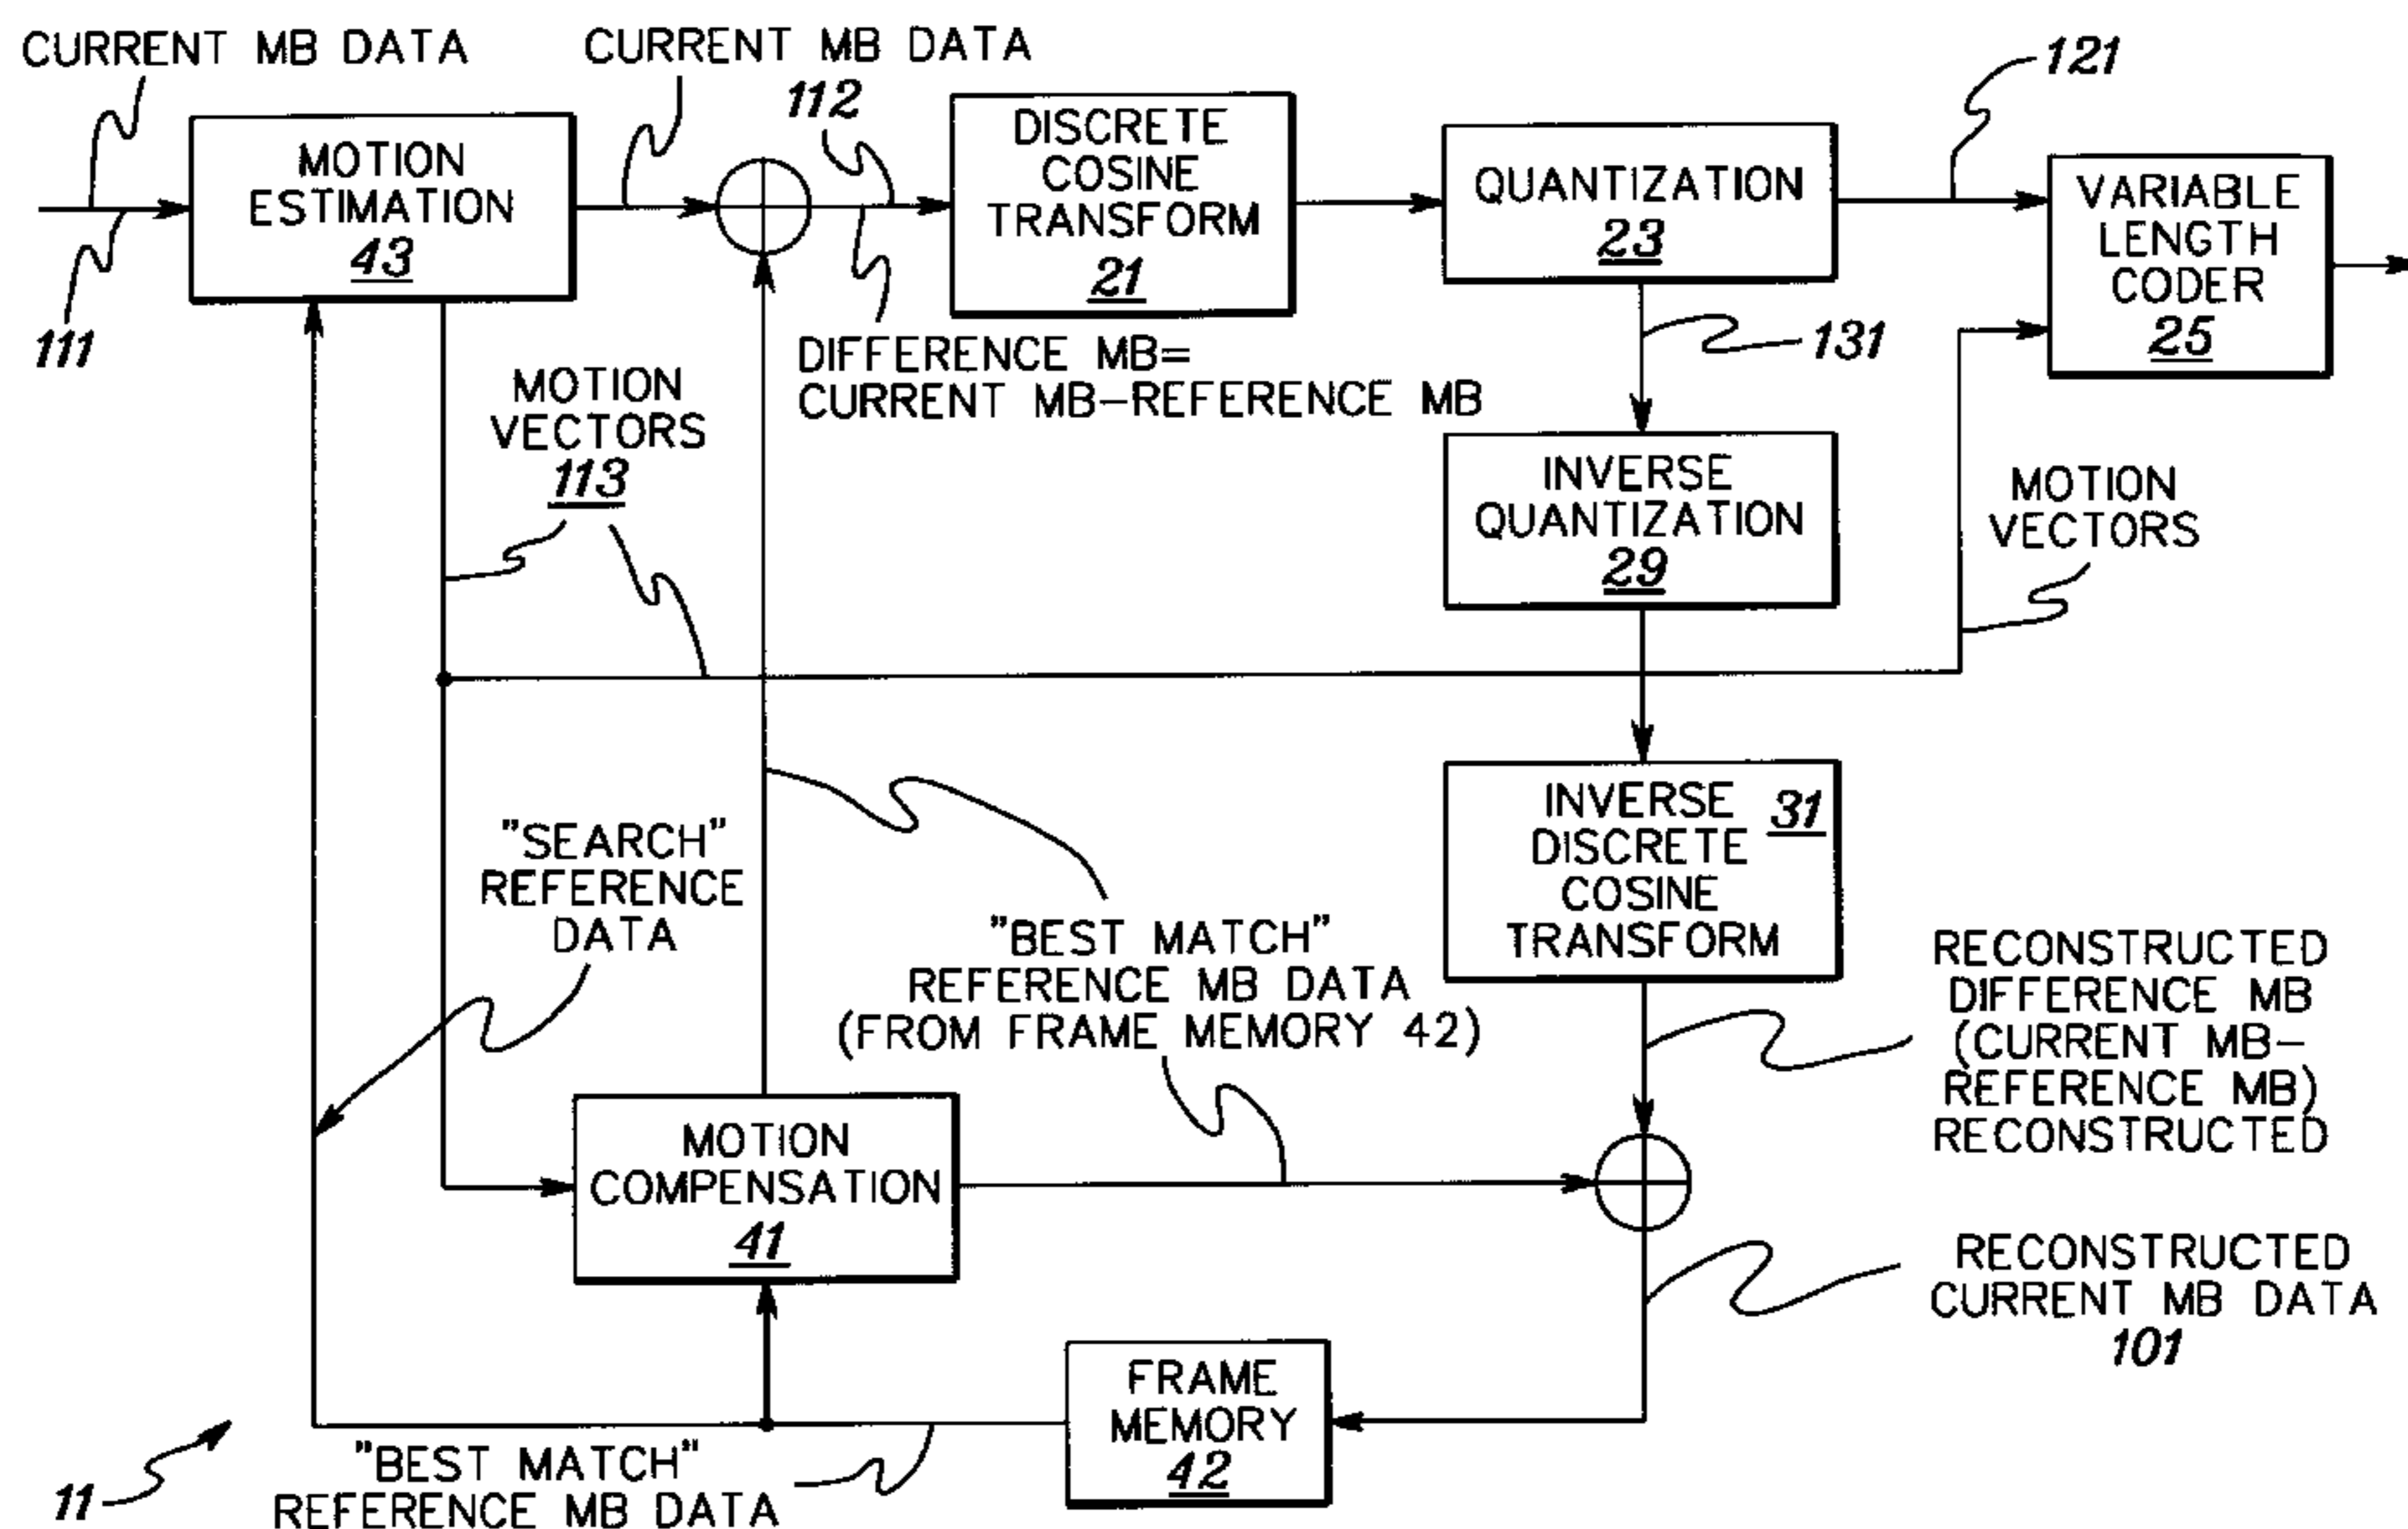 CURRENT MB DATA
111
MOTION
ESTIMATION
43
CURRENT MB DATA
112
DIFFERENCE MB=
CURRENT MB-REFERENCE MB
DISCRETE
COSINE
TRANSFORM
21
QUANTIZATION
23
121
VARIABLE
LENGTH
CODER
25
131
MOTION
VECTORS
113
INVERSE
QUANTIZATION
29
MOTION
VECTORS
"SEARCH"
REFERENCE
DATA
"BEST MATCH"
REFERENCE MB DATA
(FROM FRAME MEMORY 42)
INVERSE
DISCRETE
COSINE
TRANSFORM
31
RECONSTRUCTED
DIFFERENCE MB
(CURRENT MB-
REFERENCE MB)
RECONSTRUCTED
MOTION
COMPENSATION
41
RECONSTRUCTED
CURRENT MB DATA
101
FRAME
MEMORY
42
"BEST MATCH"
REFERENCE MB DATA
11